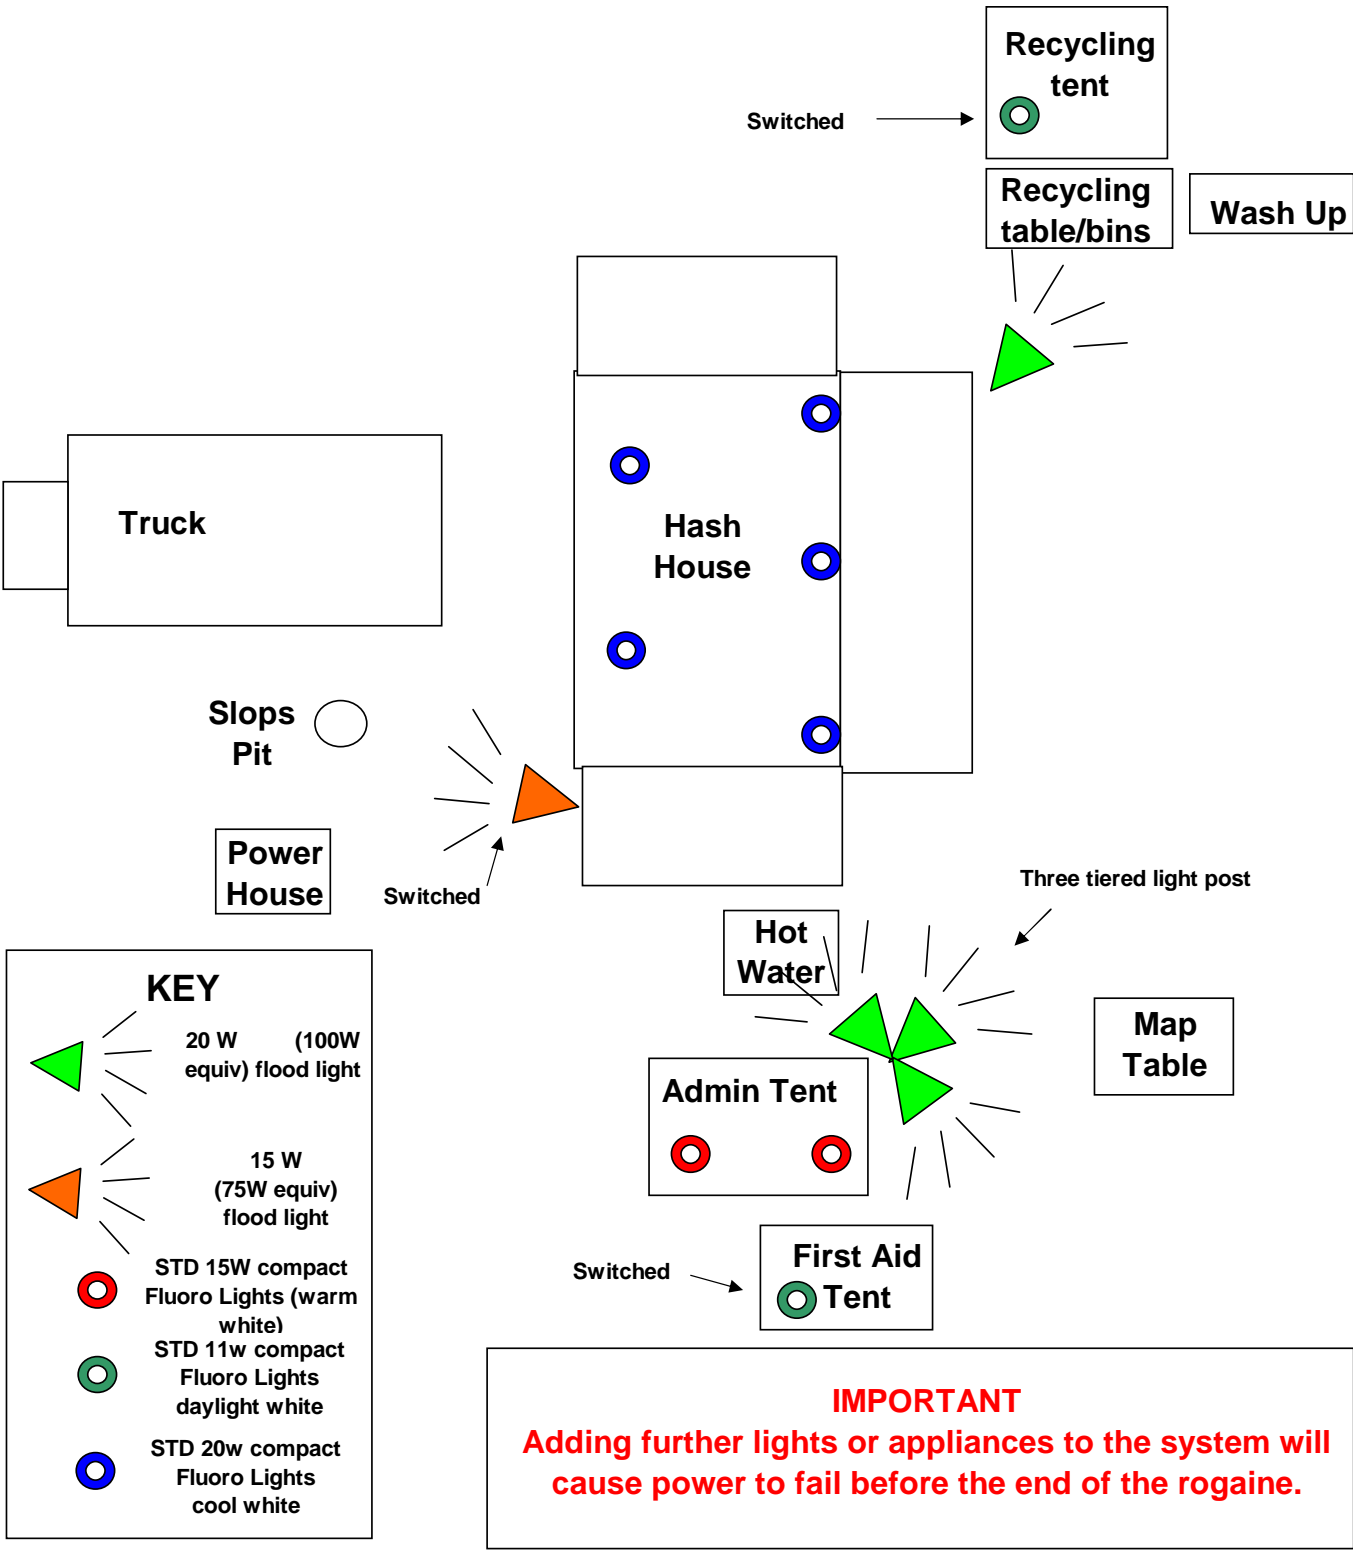 Recycling
tent
Switched
Recycling
table/bins
Wash Up
Truck
Hash
House
Slops
Pit
Power
House
Switched
Three tiered light post
Hot
Water
Map
Table
Admin Tent
First Aid
Tent
Switched
KEY
20 W (100W
equiv) flood light
15 W
(75W equiv)
flood light
STD 15W compact
Fluoro Lights (warm
white)
STD 11w compact
Fluoro Lights
daylight white
STD 20w compact
Fluoro Lights
cool white
IMPORTANT
Adding further lights or appliances to the system will
cause power to fail before the end of the rogaine.